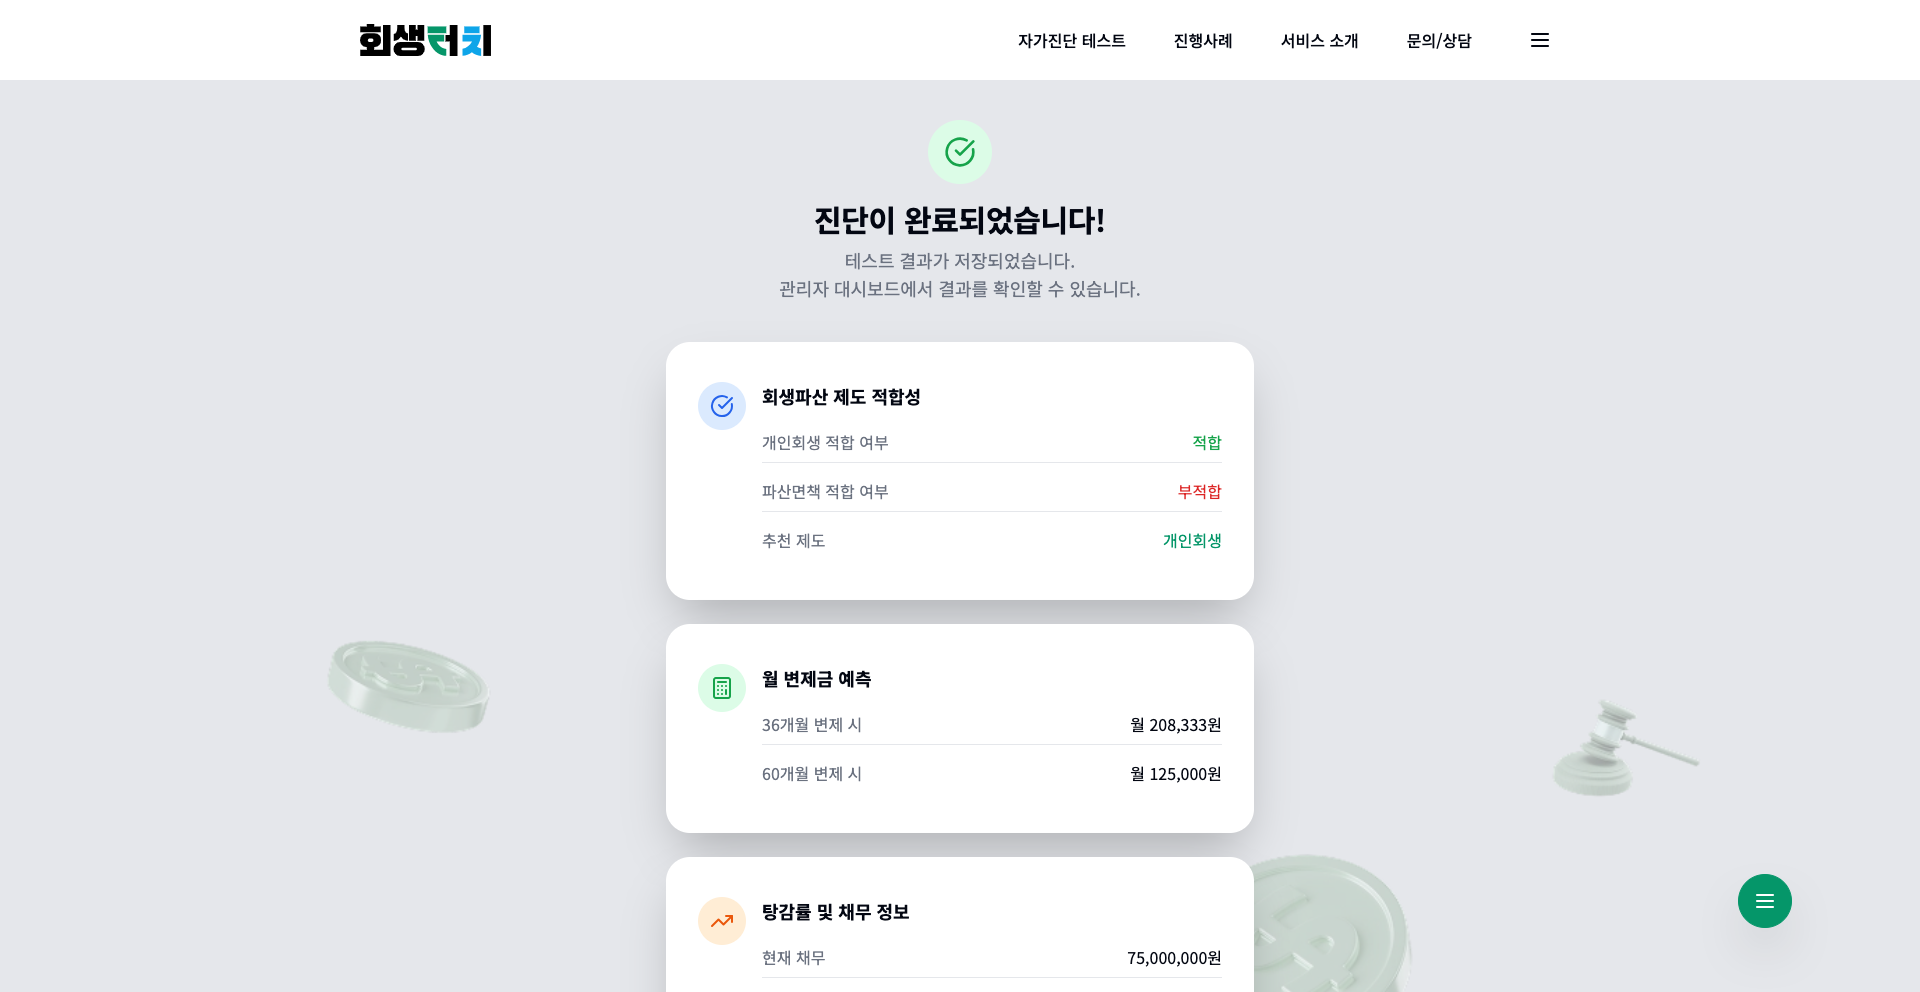 회생터치
자가진단 테스트
진행사례
서비스 소개
문의/상담
진단이 완료되었습니다!
테스트 결과가 저장되었습니다.
관리자 대시보드에서 결과를 확인할 수 있습니다.
회생파산 제도 적합성
개인회생 적합 여부 적합
파산면책 적합 여부 부적합
추천 제도 개인회생
월 변제금 예측
36개월 변제 시 월 208,333원
60개월 변제 시 월 125,000원
탕감률 및 채무 정보
현재 채무 75,000,000원